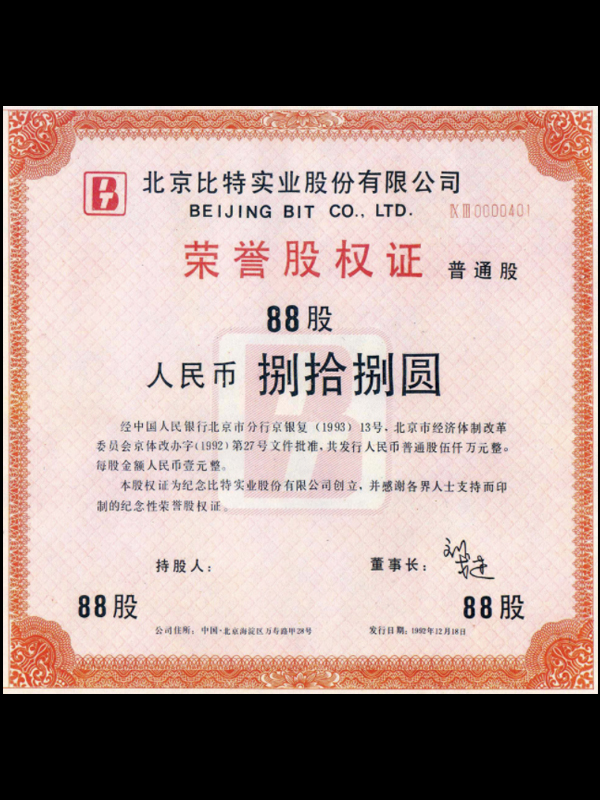 北京比特实业股份有限公司
BEIJING BIT CO., LTD.
ⅨⅢ0000401
荣誉股权证 普通股
88股
人民币 捌拾捌圆
经中国人民银行北京市分行京银复(1993)13号,北京市经济体制改革
委员会京体改办字(1992)第27号文件批准,共发行人民币普通股伍仟万元整。
每股金额人民币壹元整。
本股权证为纪念比特实业股份有限公司创立,并感谢各界人士支持而印
制的纪念性荣誉股权证。
持股人: 董事长:
88股 88股
公司住所:中国·北京海淀区万寿路甲28号 发行日期:1992年12月18日